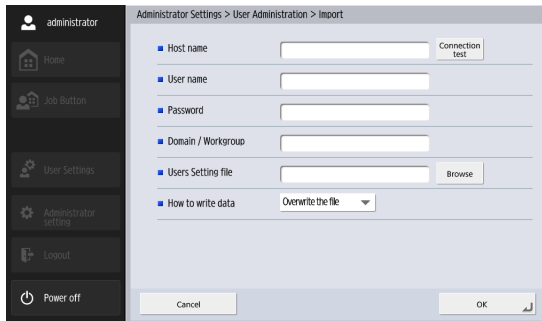 administrator
Administrator Settings > User Administration > Import
Home
Job Button
User Settings
Administrator
setting
Logout
Power off
Host name
Connection
test
User name
Password
Domain / Workgroup
Users Setting file
Browse
How to write data
Overwrite the file
Cancel
OK